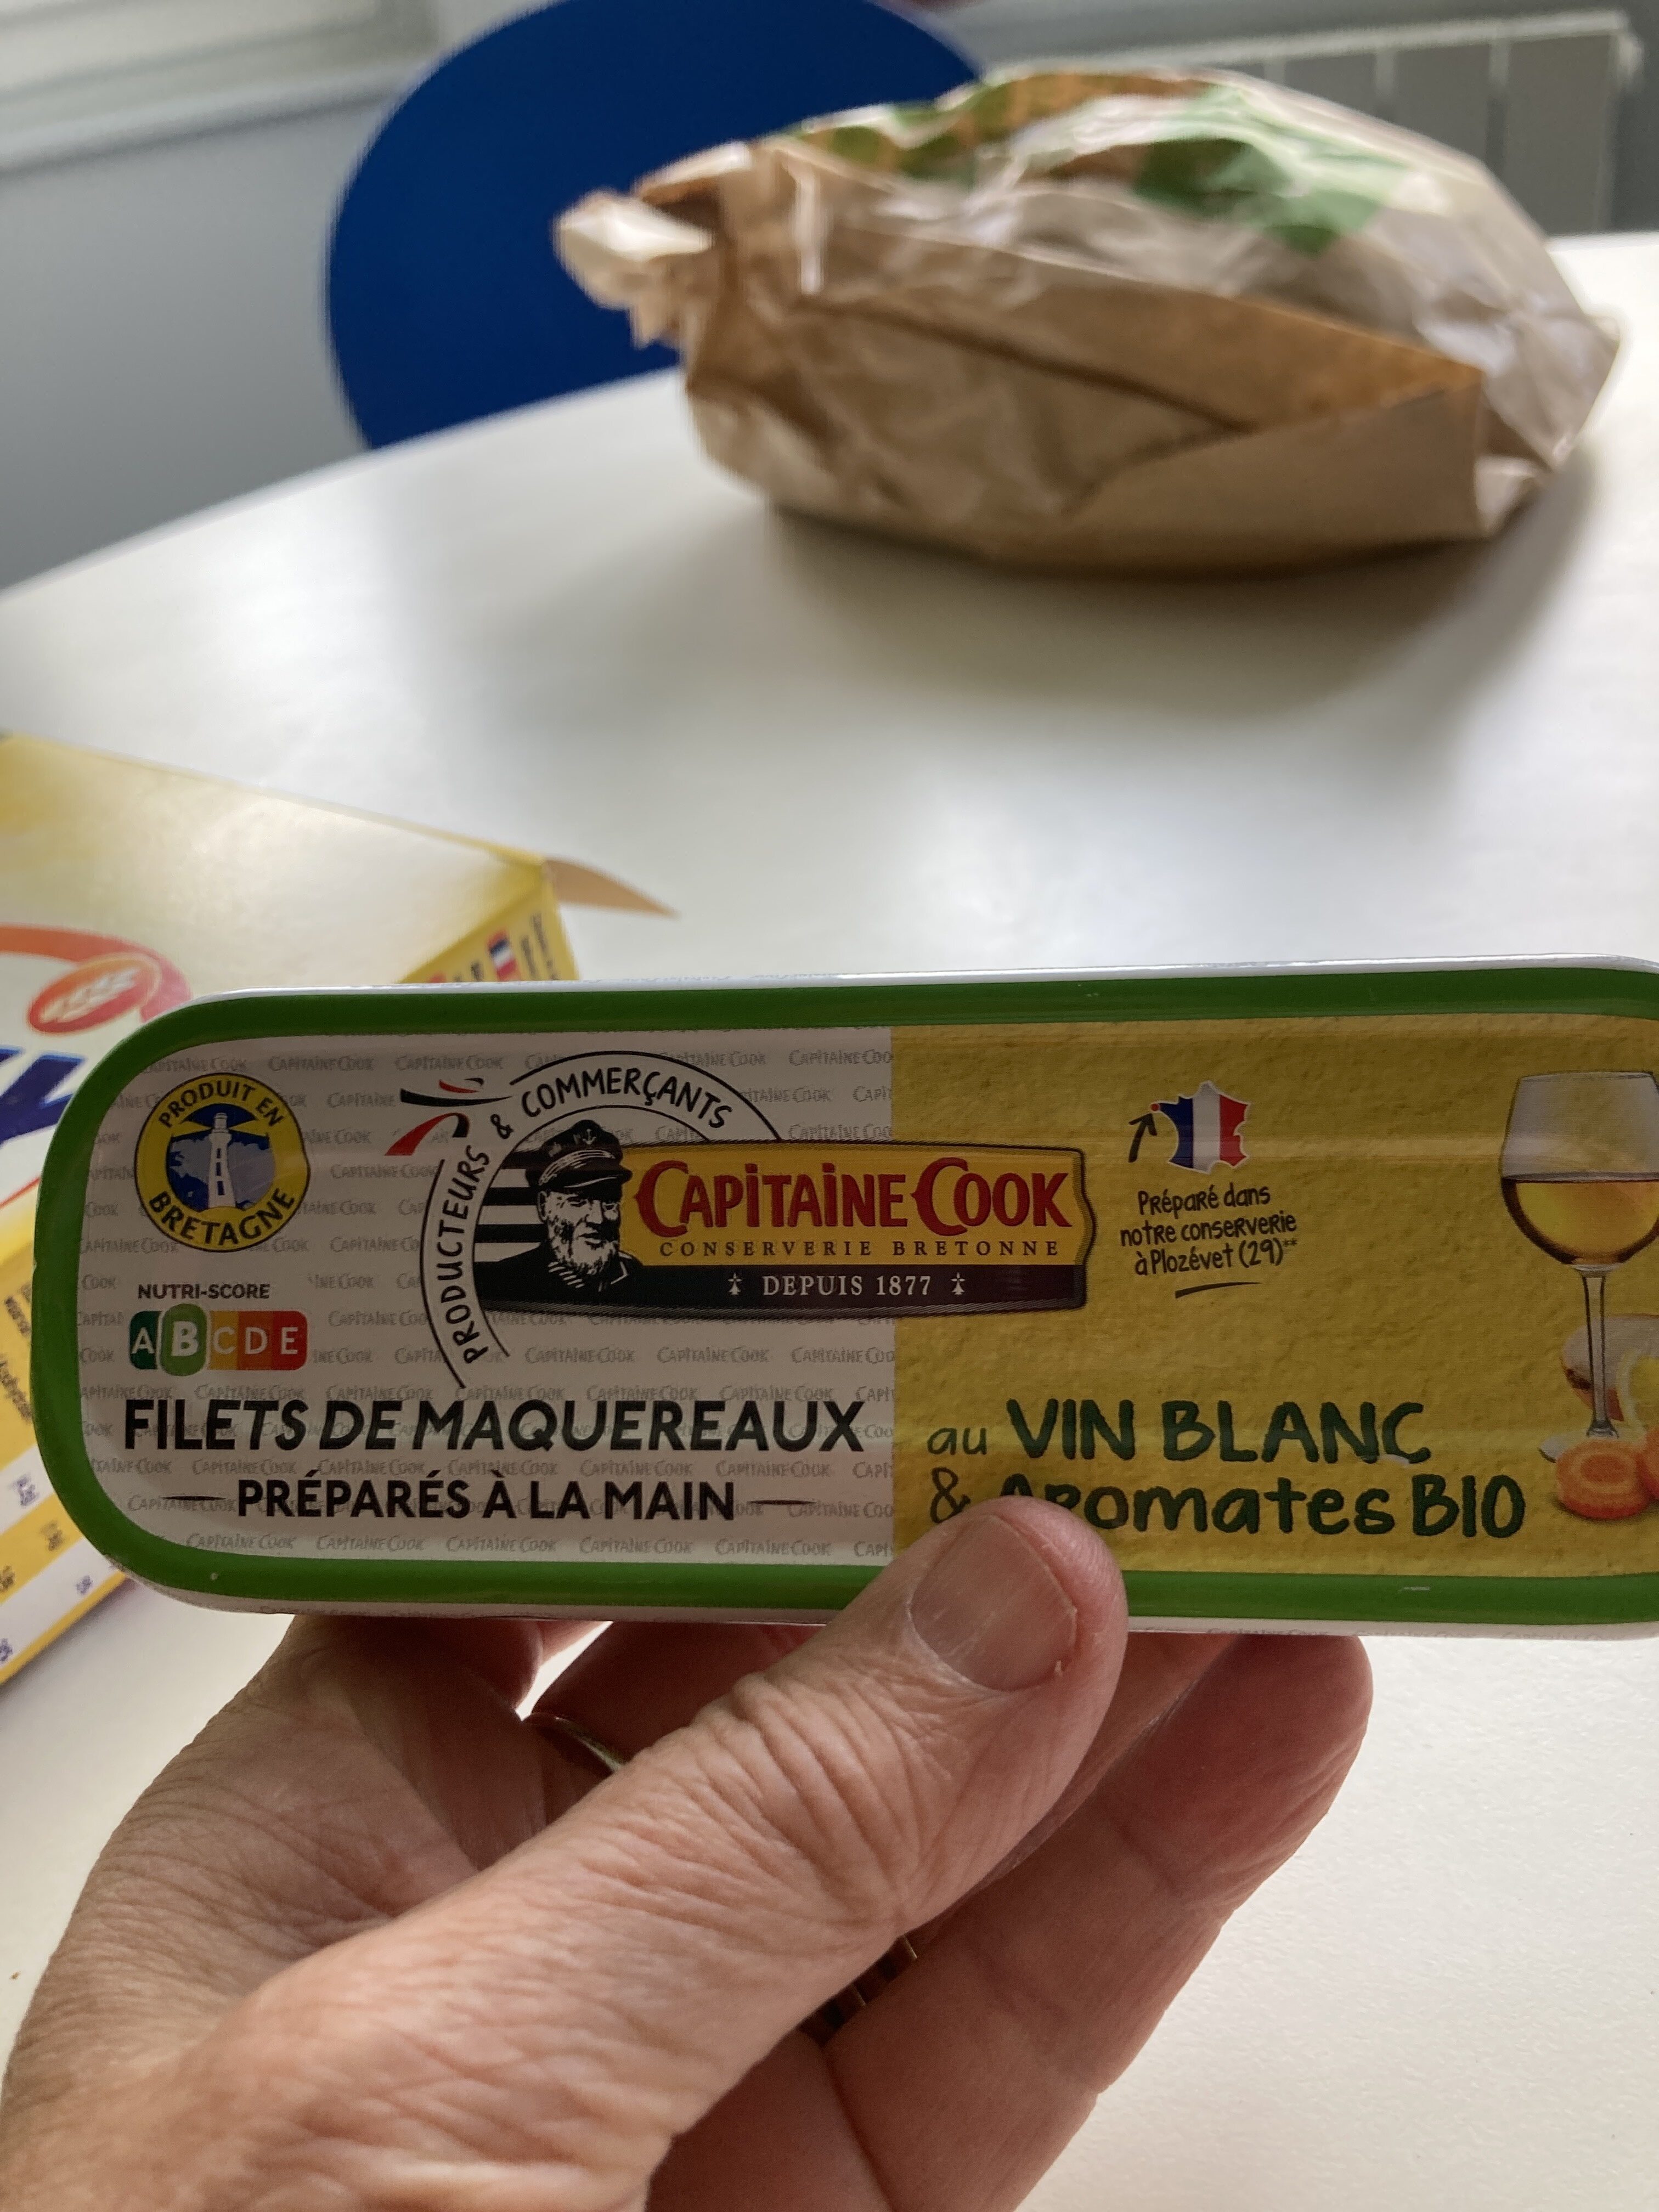 PRODUIT EN
BRETAGNE
NUTRI-SCORE
A B C D E
PRODUCTEURS & COMMERÇANTS
CAPITAINE COOK
CONSERVERIE BRETONNE
DEPUIS 1877
Préparé dans
notre conserverie
à Plozévet (29)**
FILETS DE MAQUEREAUX
PRÉPARÉS À LA MAIN
au VIN BLANC
& Aromates BIO